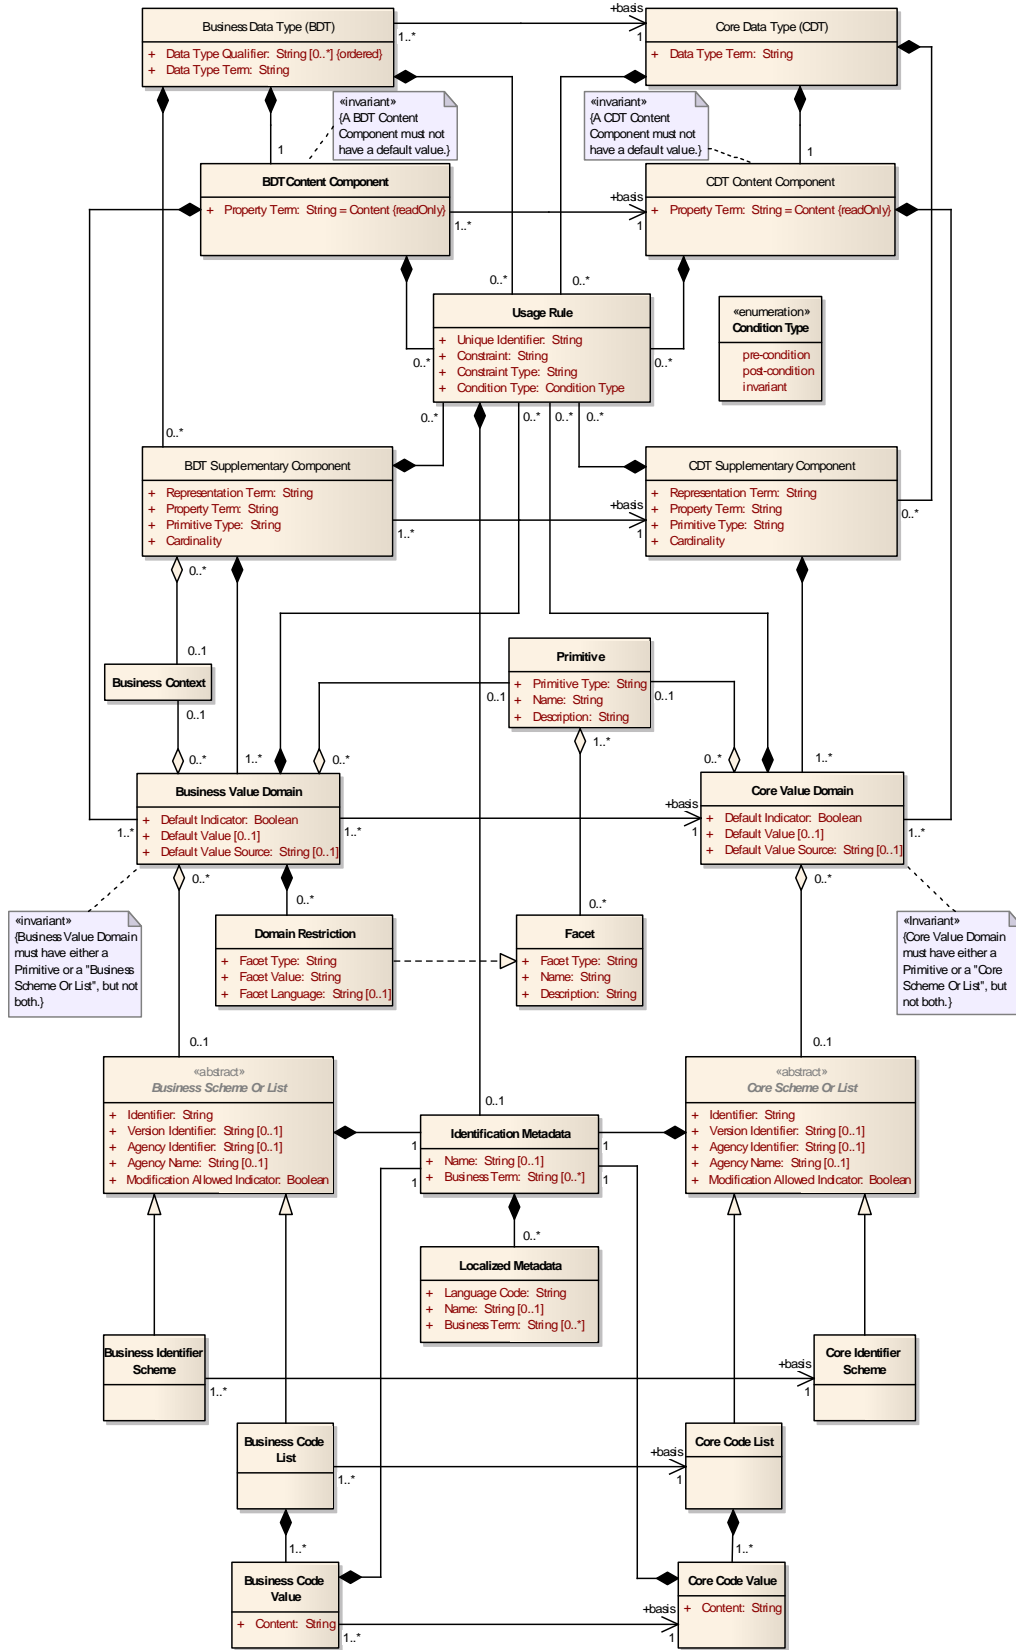 Business Data Type (BDT)
+ Data Type Qualifier: String [0..*] {ordered}
+ Data Type Term: String
+basis
1..*
1
Core Data Type (CDT)
+ Data Type Term: String
«invariant»
{A BDT Content
Component must not
have a default value.}
«invariant»
{A CDT Content
Component must not
have a default value.}
1
1
BDT Content Component
+ Property Term: String = Content {readOnly}
+basis
1..*
1
CDT Content Component
+ Property Term: String = Content {readOnly}
0..*
0..*
Usage Rule
+ Unique Identifier: String
+ Constraint: String
+ Constraint Type: String
+ Condition Type: Condition Type
0..*
0..*
«enumeration»
Condition Type
pre-condition
post-condition
invariant
0..*
0..*
0..*
0..*
0..*
BDT Supplementary Component
+ Representation Term: String
+ Property Term: String
+ Primitive Type: String
+ Cardinality
+basis
1..*
1
CDT Supplementary Component
+ Representation Term: String
+ Property Term: String
+ Primitive Type: String
+ Cardinality
0..*
0..*
0..1
Business Context
0..1
0..*
Primitive
+ Primitive Type: String
+ Name: String
+ Description: String
0..1
0..1
1..*
1..*
0..*
0..*
1..*
Business Value Domain
+ Default Indicator: Boolean
+ Default Value [0..1]
+ Default Value Source: String [0..1]
1..*
+basis
1..*
1
Core Value Domain
+ Default Indicator: Boolean
+ Default Value [0..1]
+ Default Value Source: String [0..1]
1..*
0..*
0..*
0..*
0..*
«invariant»
{Business Value Domain
must have either a
Primitive or a "Business
Scheme Or List", but not
both.}
Domain Restriction
+ Facet Type: String
+ Facet Value: String
+ Facet Language: String [0..1]
Facet
+ Facet Type: String
+ Name: String
+ Description: String
«Invariant»
{Core Value Domain
must have either a
Primitive or a "Core
Scheme Or List", but
not both.}
0..1
0..1
0..1
«abstract»
Business Scheme Or List
+ Identifier: String
+ Version Identifier: String [0..1]
+ Agency Identifier: String [0..1]
+ Agency Name: String [0..1]
+ Modification Allowed Indicator: Boolean
1
1
Identification Metadata
+ Name: String [0..1]
+ Business Term: String [0..*]
1
1
«abstract»
Core Scheme Or List
+ Identifier: String
+ Version Identifier: String [0..1]
+ Agency Identifier: String [0..1]
+ Agency Name: String [0..1]
+ Modification Allowed Indicator: Boolean
0..*
Localized Metadata
+ Language Code: String
+ Name: String [0..1]
+ Business Term: String [0..*]
Business Identifier
Scheme
+basis
1..*
1
Core Identifier
Scheme
Business Code
List
+basis
1..*
1
Core Code List
1..*
1..*
Business Code
Value
+ Content: String
+basis
1..*
1
Core Code Value
+ Content: String